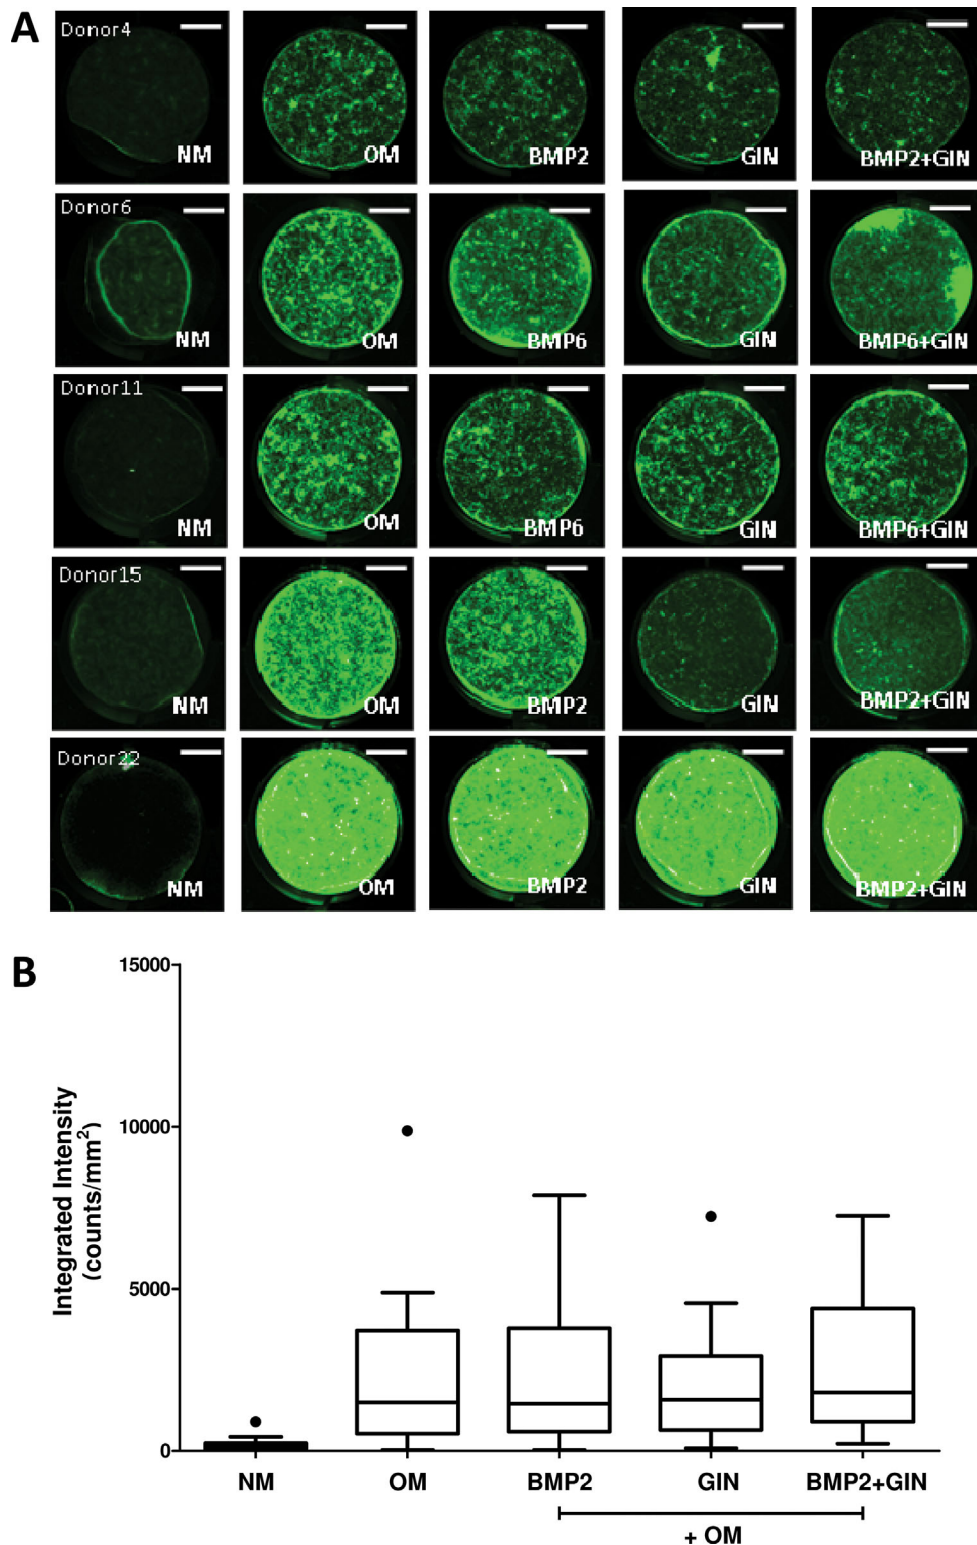 A
Donor4
NM
OM
BMP2
GIN
BMP2+GIN
Donor6
NM
OM
BMP6
GIN
BMP6+GIN
Donor11
NM
OM
BMP6
GIN
BMP6+GIN
Donor15
NM
OM
BMP2
GIN
BMP2+GIN
Donor22
NM
OM
BMP2
GIN
BMP2+GIN
B
Integrated Intensity
(counts/mm²)
15000
10000
5000
0
NM
OM
BMP2
GIN
BMP2+GIN
+ OM